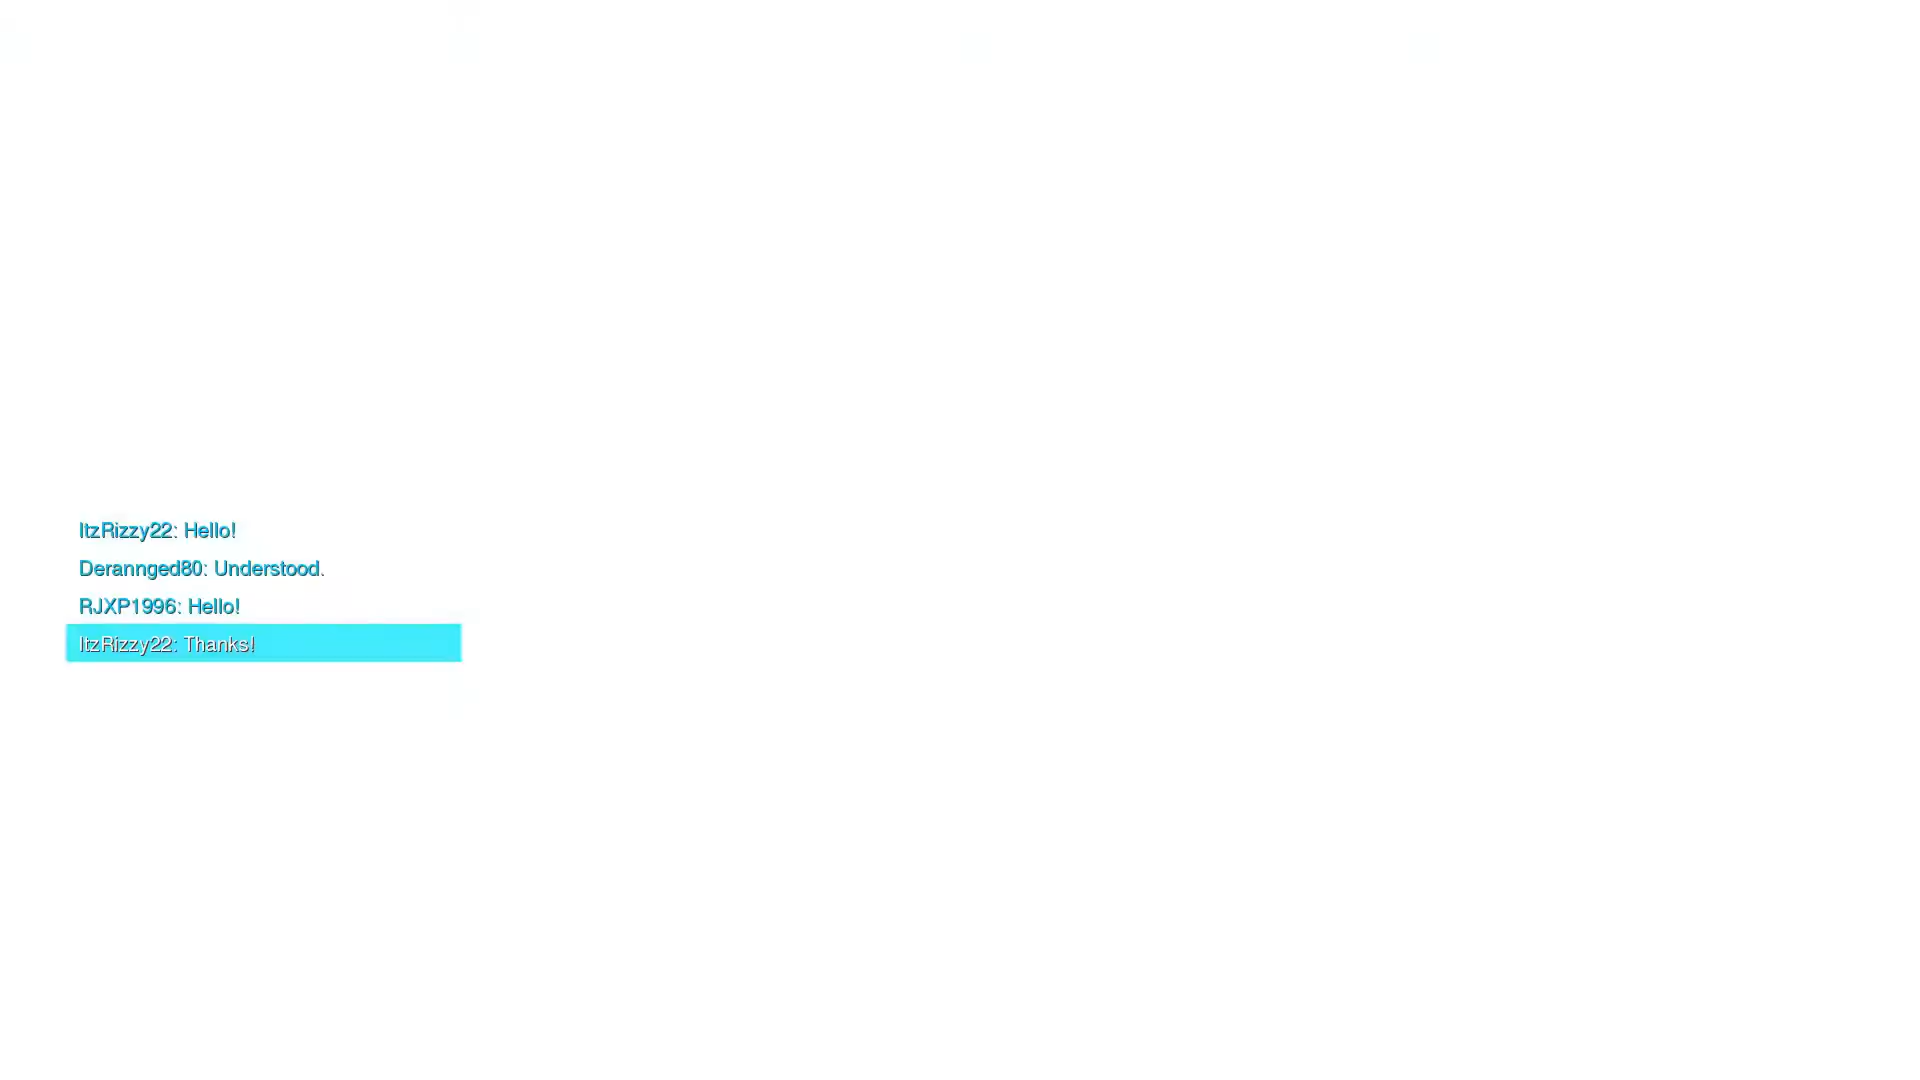 ItzRizzy22: Hello!
Derannged80: Understood.
RJXP1996: Hello!
ItzRizzy22: Thanks!